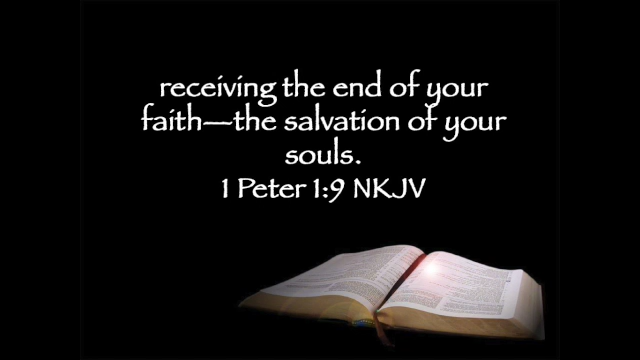 receiving the end of your
faith—the salvation of your
souls.
1 Peter 1:9 NKJV